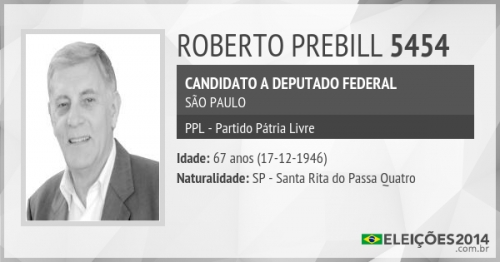 ROBERTO PREBILL 5454
CANDIDATO A DEPUTADO FEDERAL
SÃO PAULO
PPL - Partido Pátria Livre
Idade: 67 anos (17-12-1946)
Naturalidade: SP - Santa Rita do Passa Quatro
ELEIÇÕES2014
.com.br